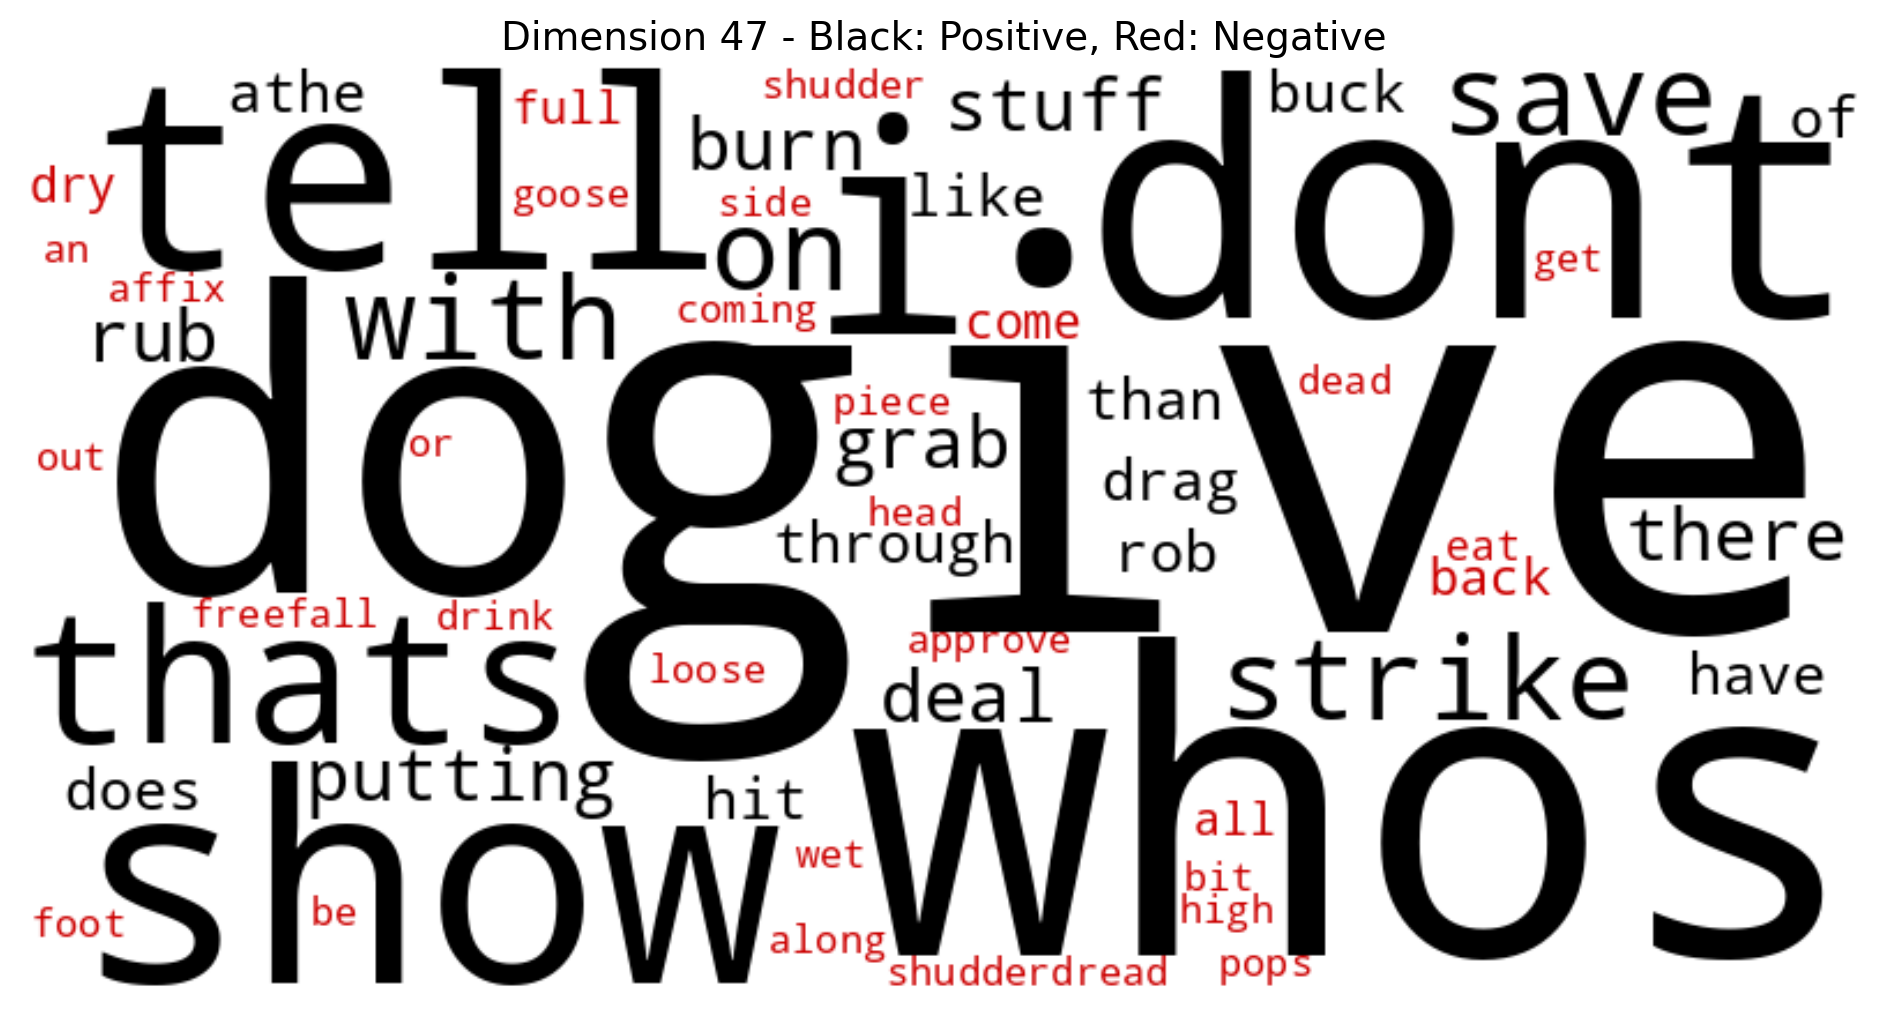 Dimension 47 - Black: Positive, Red: Negative
tell
athe
full
shudder
stuff
buck
save
of
burn
i
dont
dry
goose
side
like
on
an
get
affix
coming
come
rub
with
do
give
piece
than
dead
out
or
grab
drag
head
through
rob
eat
back
there
thats
freefall
drink
loose
approve
deal
strike
have
does
putting
hit
whos
show
all
wet
bit
high
foot
be
along
shudderdread
pops